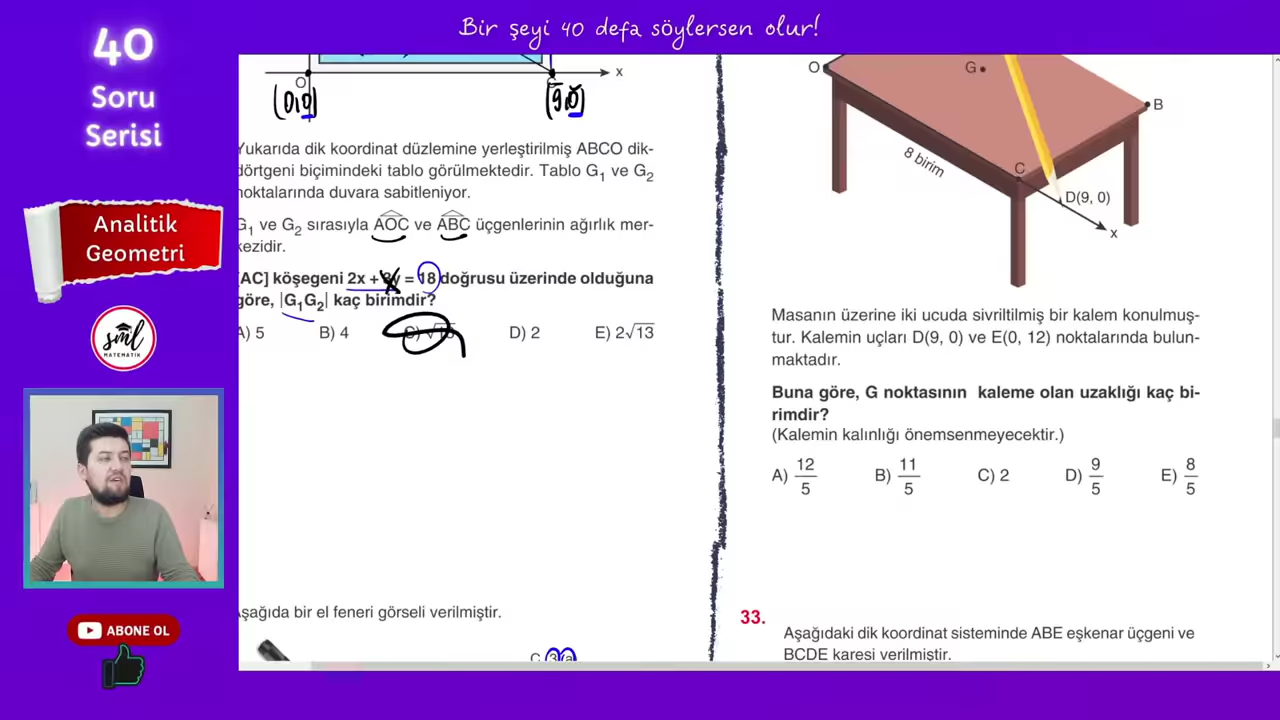 Bir şeyi 40 defa söylersen olur!
40
Soru
Serisi
Analitik
Geometri
sml
MATEMATİK
ABONE OL
O
x
(0,0)
(9,0)
Yukarıda dik koordinat düzlemine yerleştirilmiş ABCO dik-
dörtgeni biçimindeki tablo görülmektedir. Tablo G₁ ve G₂
noktalarında duvara sabitleniyor.
G₁ ve G₂ sırasıyla AOC ve ABC üçgenlerinin ağırlık mer-
kezidir.
[AC] köşegeni 2x + = 18 doğrusu üzerinde olduğuna
göre, |G₁G₂| kaç birimdir?
A) 5 B) 4 C) D) 2 E) 2√13
Aşağıda bir el feneri görseli verilmiştir.
C
O
G
B
8 birim
C
D(9, 0)
x
Masanın üzerine iki ucuda sivriltilmiş bir kalem konulmuş-
tur. Kalemin uçları D(9, 0) ve E(0, 12) noktalarında bulun-
maktadır.
Buna göre, G noktasının kaleme olan uzaklığı kaç bi-
rimdir?
(Kalemin kalınlığı önemsenmeyecektir.)
A) 12/5 B) 11/5 C) 2 D) 9/5 E) 8/5
33.
Aşağıdaki dik koordinat sisteminde ABE eşkenar üçgeni ve
BCDE karesi verilmiştir.